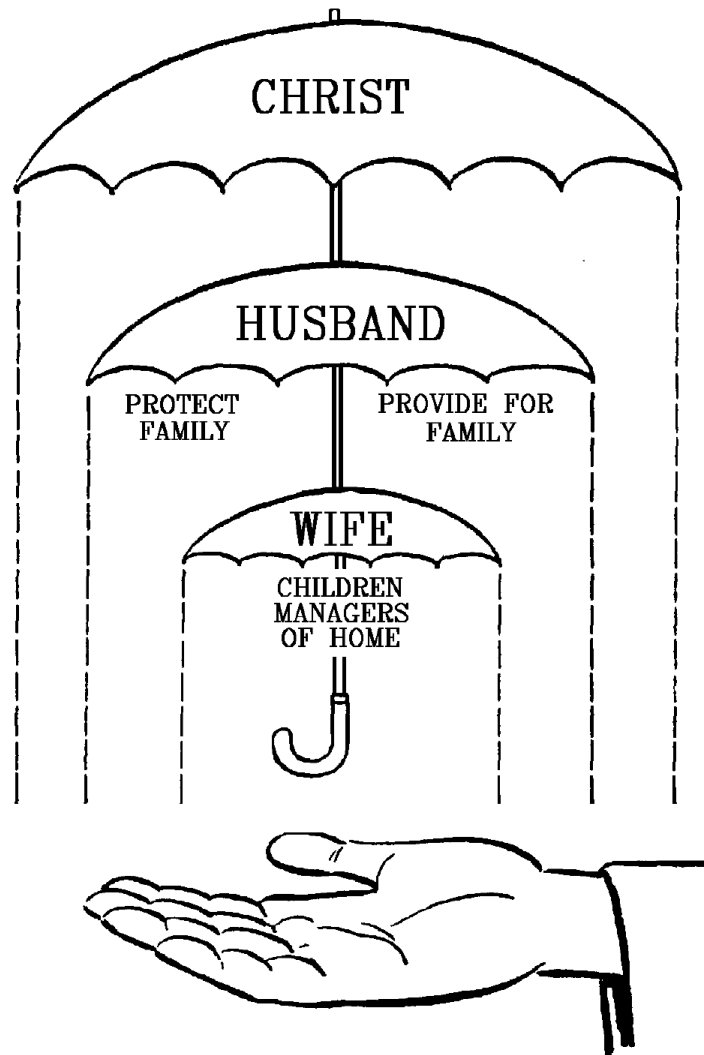 CHRIST
HUSBAND
PROTECT
FAMILY
PROVIDE FOR
FAMILY
WIFE
CHILDREN
MANAGERS
OF HOME